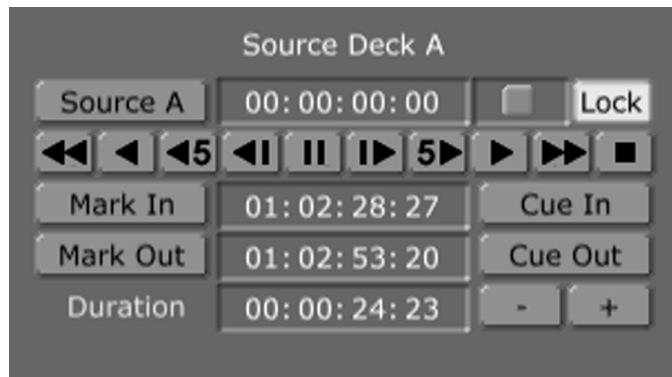 Source Deck A
Source A 00:00:00:00 Lock
5 5
Mark In 01:02:28:27 Cue In
Mark Out 01:02:53:20 Cue Out
Duration 00:00:24:23 - +